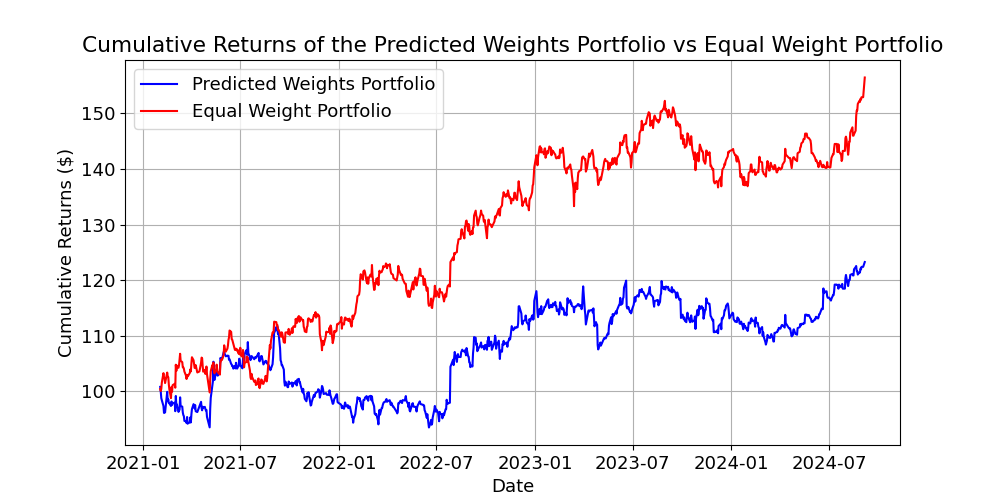 Cumulative Returns of the Predicted Weights Portfolio vs Equal Weight Portfolio
Predicted Weights Portfolio
Equal Weight Portfolio
Cumulative Returns ($)
150
140
130
120
110
100
2021-01 2021-07 2022-01 2022-07 2023-01 2023-07 2024-01 2024-07
Date